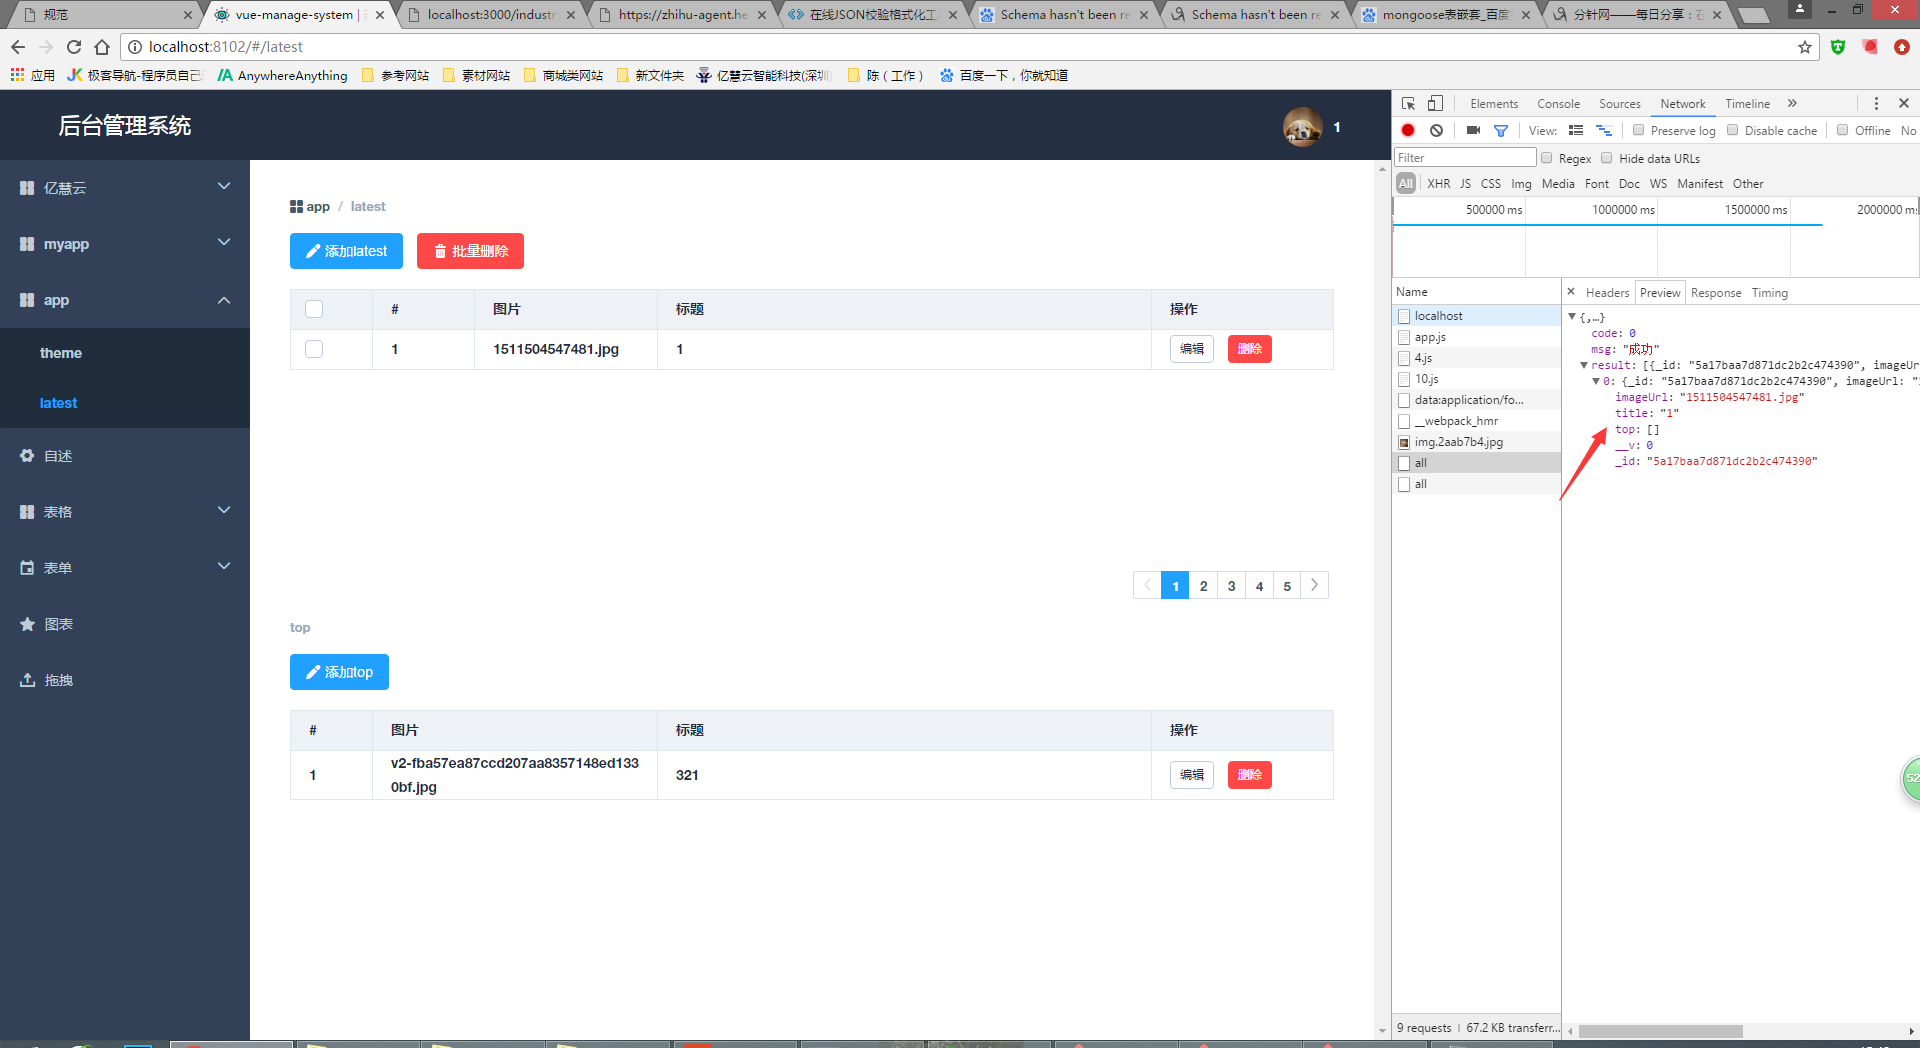 规范
vue-manage-system |
localhost:3000/industr
https://zhihu-agent.he
在线JSON校验格式化工
Schema hasn't been re
Schema hasn't been re
mongoose表嵌套_百度
分针网——每日分享：在
localhost:8102/#/latest
应用
极客导航-程序员自己
AnywhereAnything
参考网站
素材网站
商城类网站
新文件夹
亿慧云智能科技(深圳
陈（工作）
百度一下，你就知道
后台管理系统
1
亿慧云
myapp
app
theme
latest
自述
表格
表单
图表
拖拽
app / latest
添加latest
批量删除
# 图片 标题 操作
1 1511504547481.jpg 1 编辑 删除
1 2 3 4 5
top
添加top
# 图片 标题 操作
1 v2-fba57ea87ccd207aa8357148ed133
0bf.jpg 321 编辑 删除
Elements Console Sources Network Timeline »
View: Preserve log Disable cache Offline No
Filter Regex Hide data URLs
All XHR JS CSS Img Media Font Doc WS Manifest Other
500000 ms 1000000 ms 1500000 ms 2000000 ms
Name
localhost
app.js
4.js
10.js
data:application/fo...
__webpack_hmr
img.2aab7b4.jpg
all
all
9 requests | 67.2 KB transferr...
× Headers Preview Response Timing
{,…}
code: 0
msg: "成功"
result: [{_id: "5a17baa7d871dc2b2c474390", imageUr
0: {_id: "5a17baa7d871dc2b2c474390", imageUrl: "
imageUrl: "1511504547481.jpg"
title: "1"
top: []
__v: 0
_id: "5a17baa7d871dc2b2c474390"
52